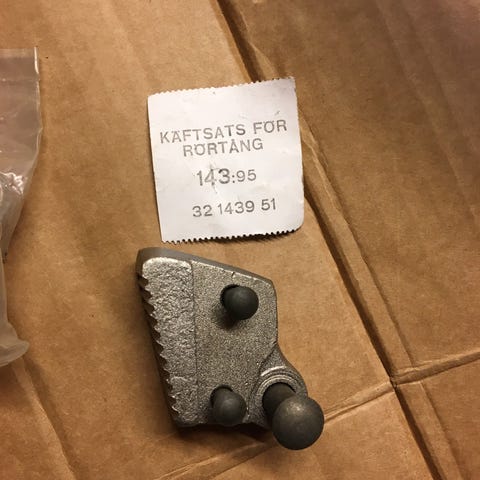 KÄFTSATS FÖR
RÖRTÅNG
143:95
32 1439 51